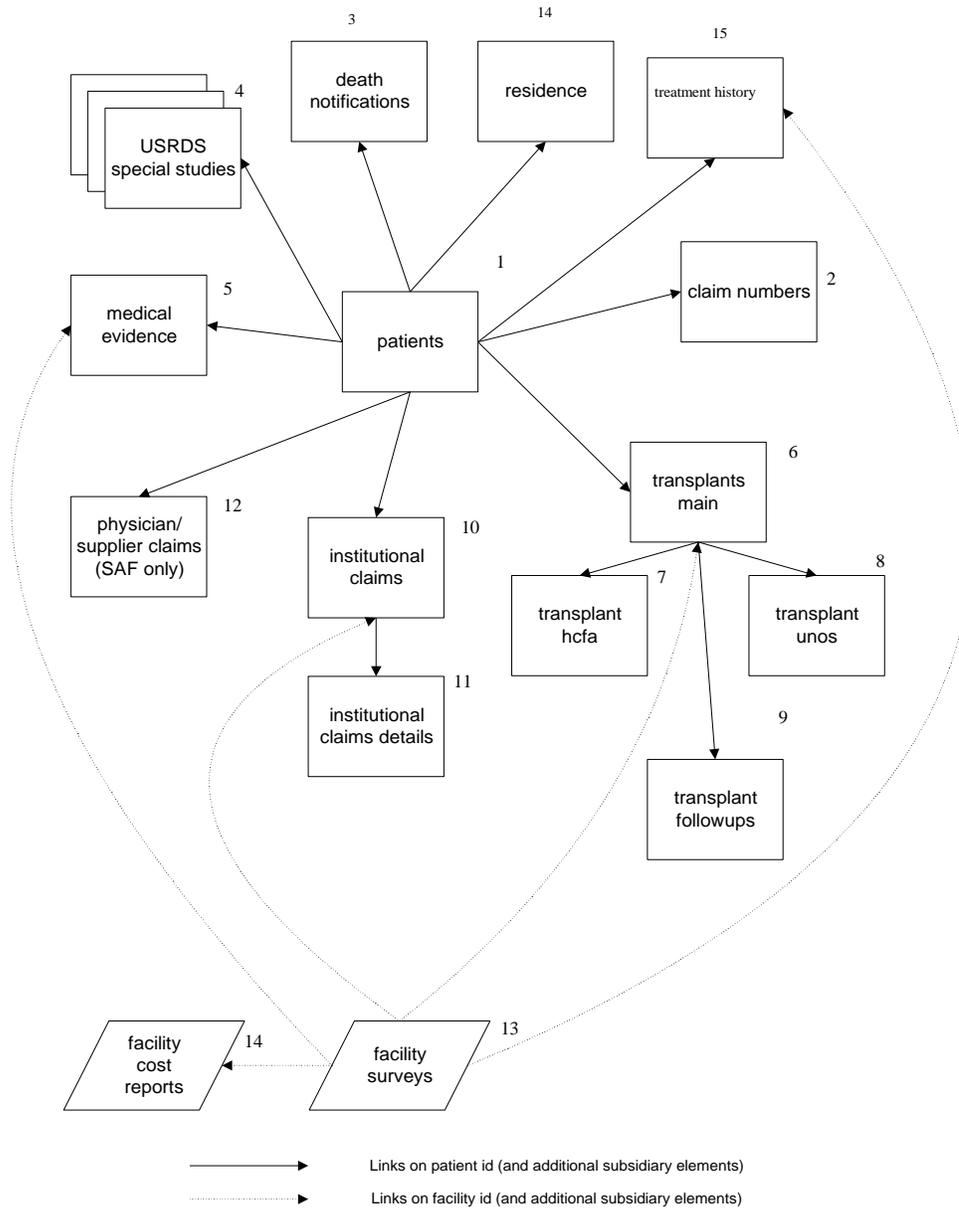 3
14
15
death
notifications
residence
treatment history
4
USRDS
special studies
1
claim numbers
2
5
medical
evidence
patients
6
transplants
main
12
physician/
supplier claims
(SAF only)
10
institutional
claims
7
transplant
hcfa
8
transplant
unos
11
institutional
claims details
9
transplant
followups
facility
cost
reports
14
facility
surveys
13
Links on patient id (and additional subsidiary elements)
Links on facility id (and additional subsidiary elements)